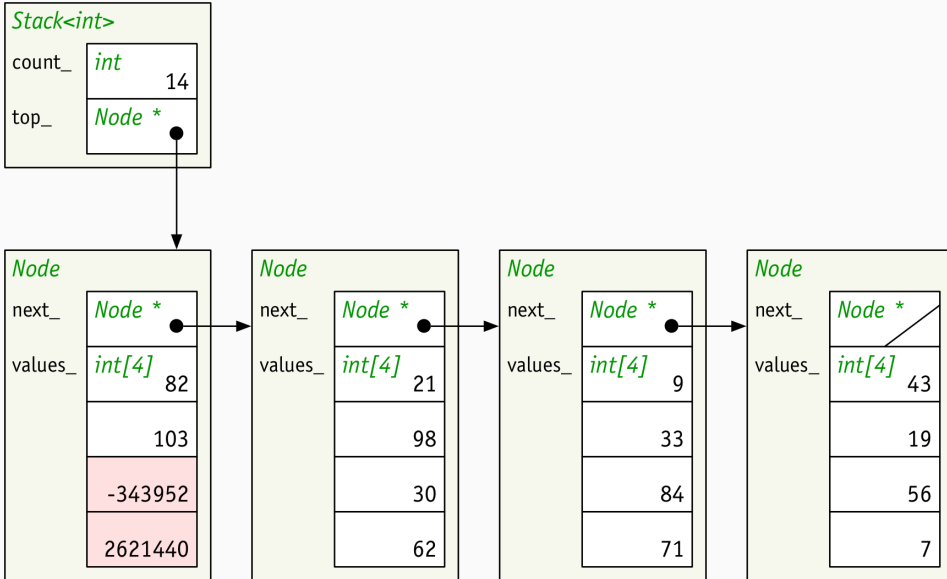 Stack<int>
count_ int
14
top_ Node *
Node Node Node Node
next_ Node * next_ Node * next_ Node * next_ Node *
values_ int[4] values_ int[4] values_ int[4] values_ int[4]
82 21 9 43
103 98 33 19
-343952 30 84 56
2621440 62 71 7